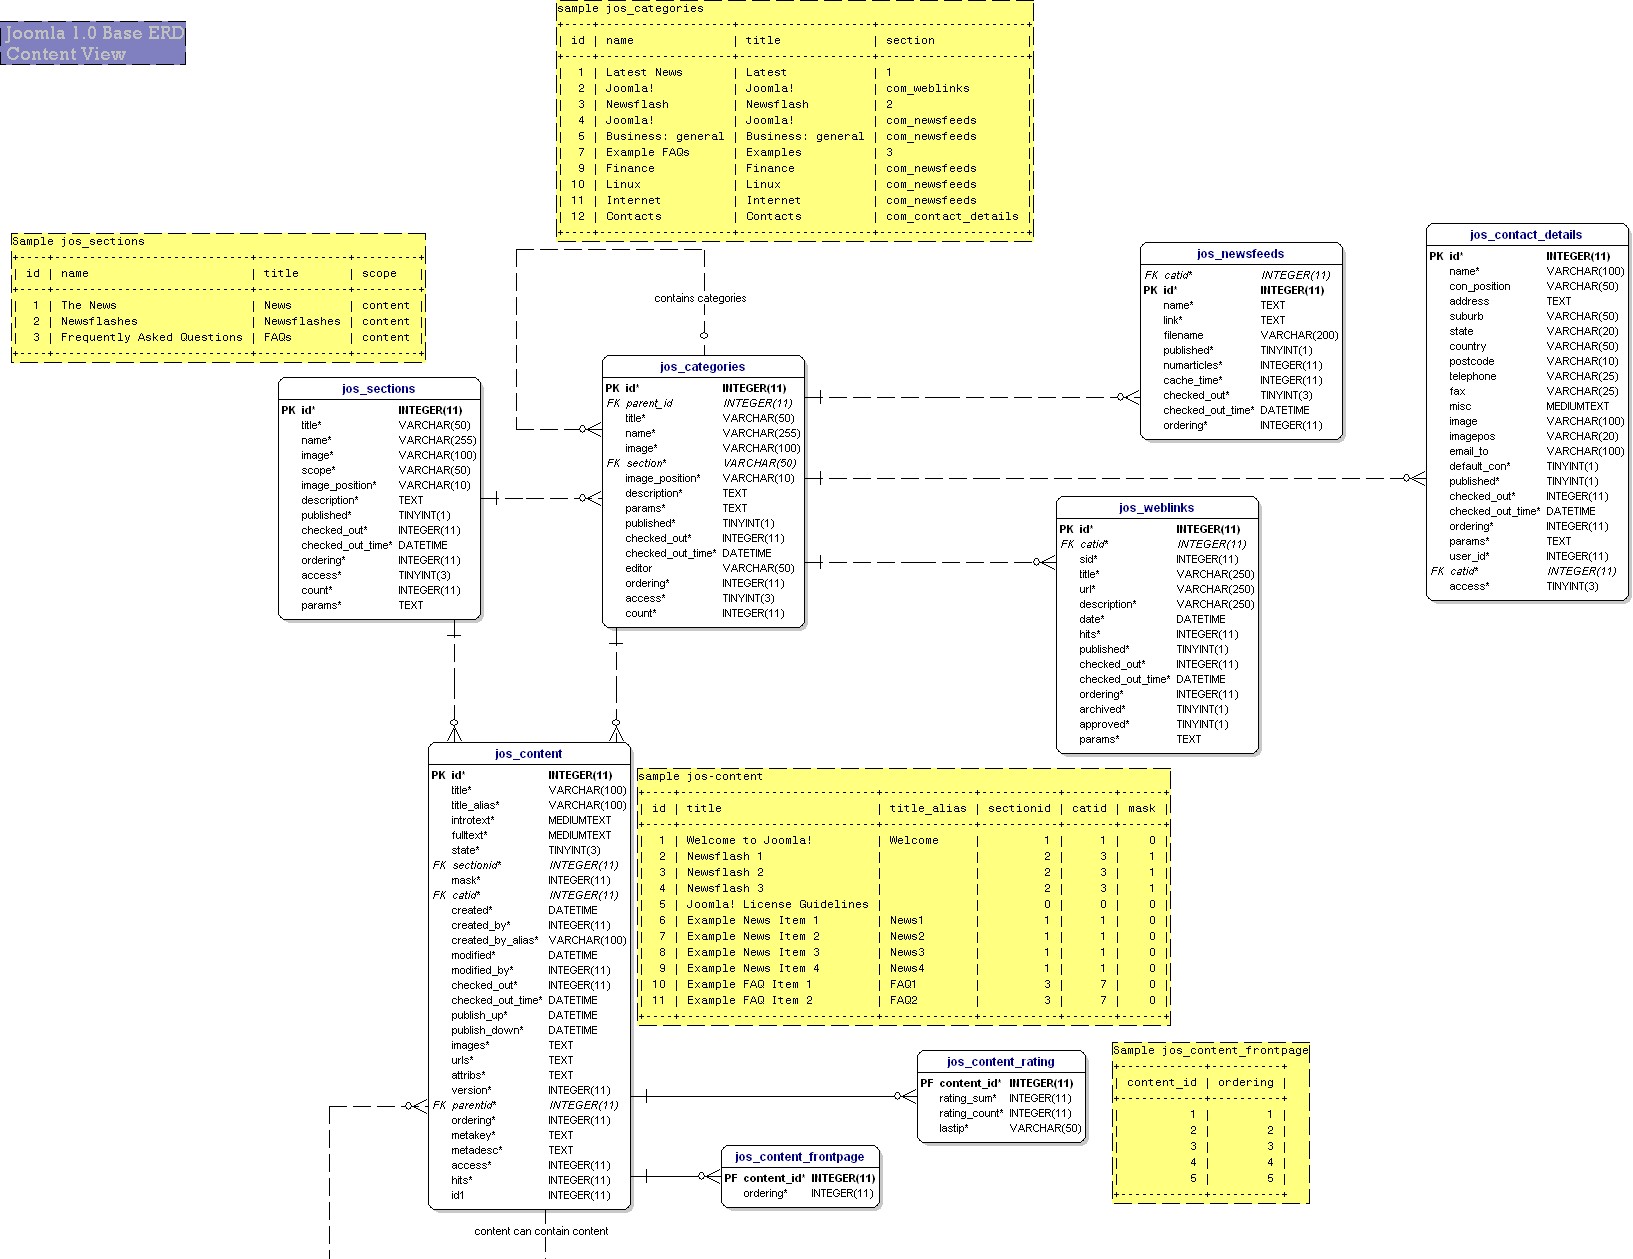 Joomla 1.0 Base ERD
Content View
sample jos_categories
+----+-------------------+-------------------+---------------------+
| id | name | title | section |
+----+-------------------+-------------------+---------------------+
| 1 | Latest News | Latest | 1 |
| 2 | Joomla! | Joomla! | com_weblinks |
| 3 | Newsflash | Newsflash | 2 |
| 4 | Joomla! | Joomla! | com_newsfeeds |
| 5 | Business: general | Business: general | com_newsfeeds |
| 7 | Example FAQs | Examples | 3 |
| 9 | Finance | Finance | com_newsfeeds |
| 10 | Linux | Linux | com_newsfeeds |
| 11 | Internet | Internet | com_newsfeeds |
| 12 | Contacts | Contacts | com_contact_details |
Sample jos_sections
| id | name | title | scope |
| 1 | The News | News | content |
| 2 | Newsflashes | Newsflashes | content |
| 3 | Frequently Asked Questions | FAQs | content |
contains categories
jos_sections
PK id* INTEGER(11)
title* VARCHAR(50)
name* VARCHAR(255)
image* VARCHAR(100)
scope* VARCHAR(50)
image_position* VARCHAR(10)
description* TEXT
published* TINYINT(1)
checked_out* INTEGER(11)
checked_out_time* DATETIME
ordering* INTEGER(11)
access* TINYINT(3)
count* INTEGER(11)
params* TEXT
jos_categories
PK id* INTEGER(11)
FK parent_id INTEGER(11)
title* VARCHAR(50)
name* VARCHAR(255)
image* VARCHAR(100)
FK section* VARCHAR(50)
image_position* VARCHAR(10)
description* TEXT
params* TEXT
published* TINYINT(1)
checked_out* INTEGER(11)
checked_out_time* DATETIME
editor VARCHAR(50)
ordering* INTEGER(11)
access* TINYINT(3)
count* INTEGER(11)
jos_newsfeeds
FK catid* INTEGER(11)
PK id* INTEGER(11)
name* TEXT
link* TEXT
filename VARCHAR(200)
published* TINYINT(1)
numarticles* INTEGER(11)
cache_time* INTEGER(11)
checked_out* TINYINT(3)
checked_out_time* DATETIME
ordering* INTEGER(11)
jos_contact_details
PK id* INTEGER(11)
name* VARCHAR(100)
con_position VARCHAR(50)
address TEXT
suburb VARCHAR(50)
state VARCHAR(20)
country VARCHAR(50)
postcode VARCHAR(10)
telephone VARCHAR(25)
fax VARCHAR(25)
misc MEDIUMTEXT
image VARCHAR(100)
imagepos VARCHAR(20)
email_to VARCHAR(100)
default_con* TINYINT(1)
published* TINYINT(1)
checked_out* INTEGER(11)
checked_out_time* DATETIME
ordering* INTEGER(11)
params* TEXT
user_id* INTEGER(11)
FK catid* INTEGER(11)
access* TINYINT(3)
jos_weblinks
PK id* INTEGER(11)
FK catid* INTEGER(11)
sid* INTEGER(11)
title* VARCHAR(250)
url* VARCHAR(250)
description* VARCHAR(250)
date* DATETIME
hits* INTEGER(11)
published* TINYINT(1)
checked_out* INTEGER(11)
checked_out_time* DATETIME
ordering* INTEGER(11)
archived* TINYINT(1)
approved* TINYINT(1)
params* TEXT
jos_content
PK id* INTEGER(11)
title* VARCHAR(100)
title_alias* VARCHAR(100)
introtext* MEDIUMTEXT
fulltext* MEDIUMTEXT
state* TINYINT(3)
FK sectionid* INTEGER(11)
mask* INTEGER(11)
FK catid* INTEGER(11)
created* DATETIME
created_by* INTEGER(11)
created_by_alias* VARCHAR(100)
modified* DATETIME
modified_by* INTEGER(11)
checked_out* INTEGER(11)
checked_out_time* DATETIME
publish_up* DATETIME
publish_down* DATETIME
images* TEXT
urls* TEXT
attribs* TEXT
version* INTEGER(11)
FK parentid* INTEGER(11)
ordering* INTEGER(11)
metakey* TEXT
metadesc* TEXT
access* INTEGER(11)
hits* INTEGER(11)
id1 INTEGER(11)
content can contain content
sample jos-content
| id | title | title_alias | sectionid | catid | mask |
| 1 | Welcome to Joomla! | Welcome | 1 | 1 | 0 |
| 2 | Newsflash 1 | | 2 | 3 | 1 |
| 3 | Newsflash 2 | | 2 | 3 | 1 |
| 4 | Newsflash 3 | | 2 | 3 | 1 |
| 5 | Joomla! License Guidelines | | 0 | 0 | 0 |
| 6 | Example News Item 1 | News1 | 1 | 1 | 0 |
| 7 | Example News Item 2 | News2 | 1 | 1 | 0 |
| 8 | Example News Item 3 | News3 | 1 | 1 | 0 |
| 9 | Example News Item 4 | News4 | 1 | 1 | 0 |
| 10 | Example FAQ Item 1 | FAQ1 | 3 | 7 | 0 |
| 11 | Example FAQ Item 2 | FAQ2 | 3 | 7 | 0 |
jos_content_rating
PF content_id* INTEGER(11)
rating_sum* INTEGER(11)
rating_count* INTEGER(11)
lastip* VARCHAR(50)
jos_content_frontpage
PF content_id* INTEGER(11)
ordering* INTEGER(11)
Sample jos_content_frontpage
| content_id | ordering |
| 1 | 1 |
| 2 | 2 |
| 3 | 3 |
| 4 | 4 |
| 5 | 5 |